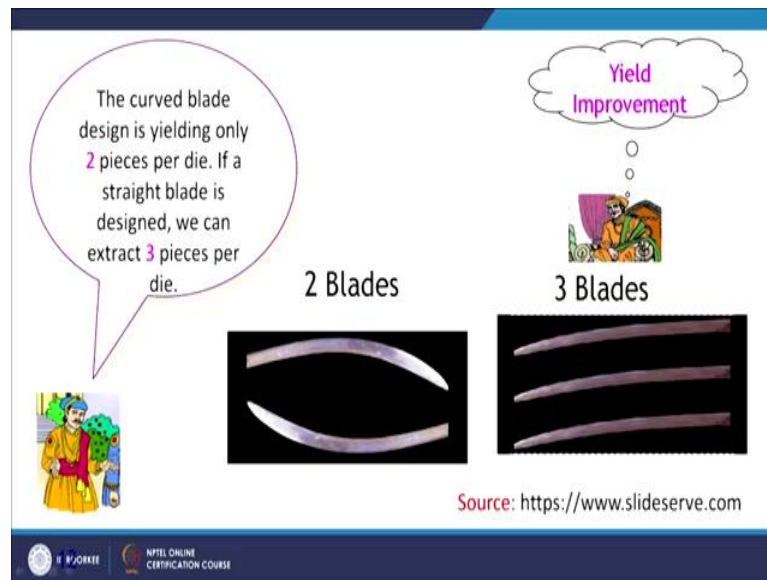 The curved blade
design is yielding only
2 pieces per die. If a
straight blade is
designed, we can
extract 3 pieces per
die.
Yield
Improvement
2 Blades
3 Blades
Source: https://www.slideserve.com
12
ROORKEE
NPTEL ONLINE
CERTIFICATION COURSE